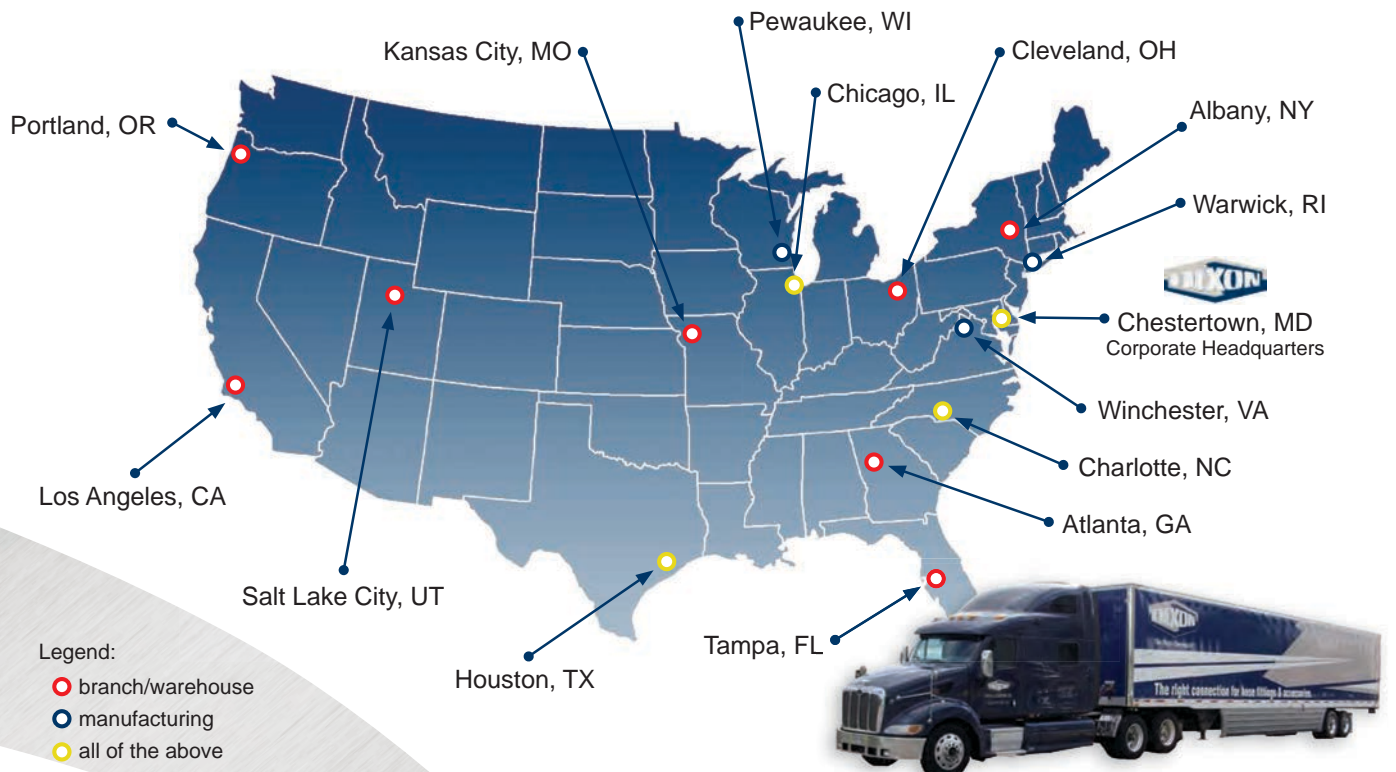 Pewaukee, WI
Kansas City, MO
Cleveland, OH
Chicago, IL
Albany, NY
Portland, OR
Warwick, RI
DIXON
Chestertown, MD
Corporate Headquarters
Winchester, VA
Charlotte, NC
Los Angeles, CA
Atlanta, GA
Salt Lake City, UT
Tampa, FL
Houston, TX
DIXON
The right connection for hose fittings & accessories.
Legend:
branch/warehouse
manufacturing
all of the above